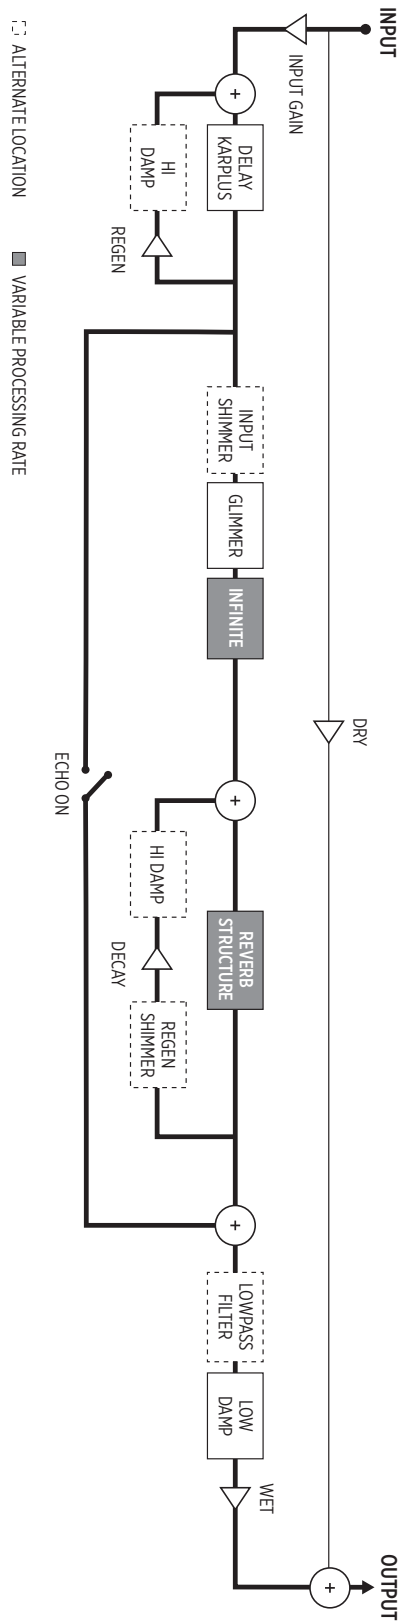 INPUT
OUTPUT
DRY
INPUT GAIN
DELAY
KARPLUS
INPUT
SHIMMER
GLIMMER
INFINITE
REVERB
STRUCTURE
LOWPASS
FILTER
LOW
DAMP
WET
+
+
+
+
HI
DAMP
REGEN
HI DAMP
DECAY
REGEN
SHIMMER
ECHO ON
ALTERNATE LOCATION
VARIABLE PROCESSING RATE